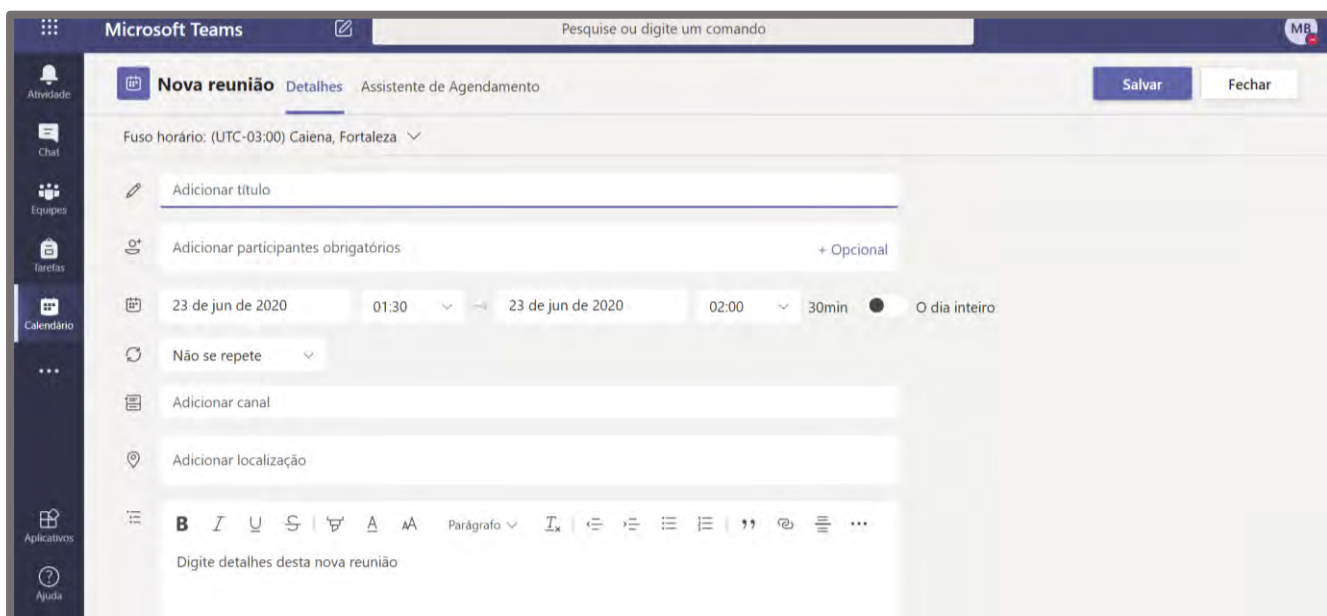 Microsoft Teams
Pesquise ou digite um comando
MB
Atividade
Chat
Equipes
Tarefas
Calendário
Aplicativos
Ajuda
Nova reunião Detalhes Assistente de Agendamento Salvar Fechar
Fuso horário: (UTC-03:00) Caiena, Fortaleza
Adicionar título
Adicionar participantes obrigatórios + Opcional
23 de jun de 2020 01:30 → 23 de jun de 2020 02:00 30min O dia inteiro
Não se repete
Adicionar canal
Adicionar localização
B I U S A AA Parágrafo Tx
Digite detalhes desta nova reunião